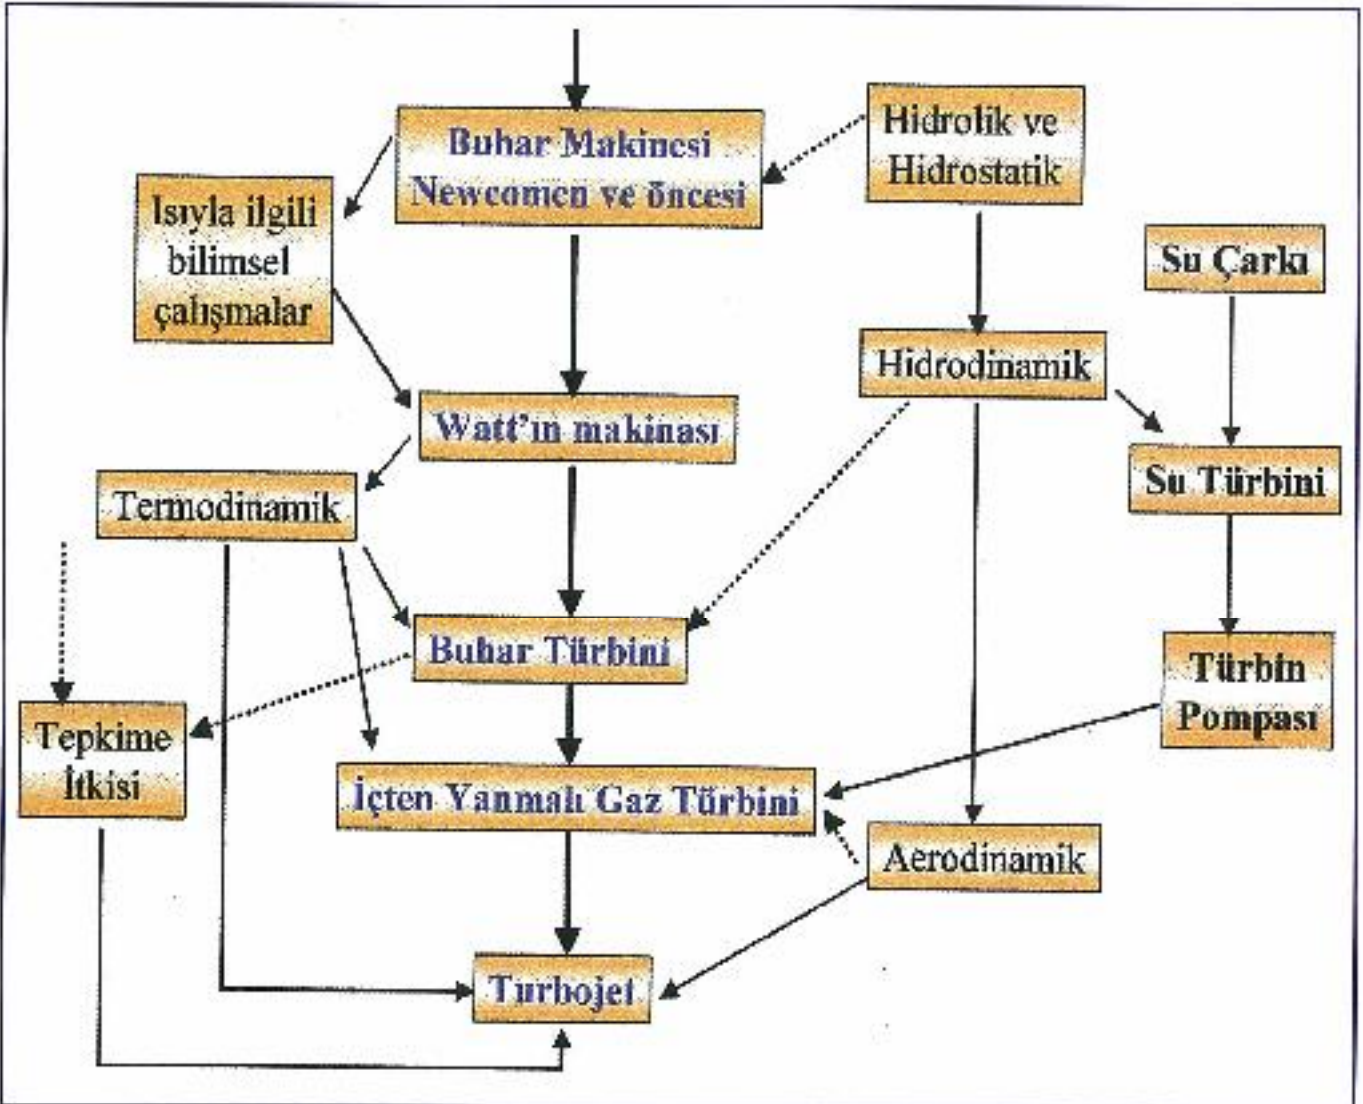 Buhar Makinesi
Newcomen ve öncesi
Hidrolik ve
Hidrostatik
Isıyla ilgili
bilimsel
çalışmalar
Su Çarkı
Hidrodinamik
Watt'ın makinası
Su Türbini
Termodinamik
Buhar Türbini
Türbin
Pompası
Tepkime
İtkisi
İçten Yanmalı Gaz Türbini
Aerodinamik
Turbojet